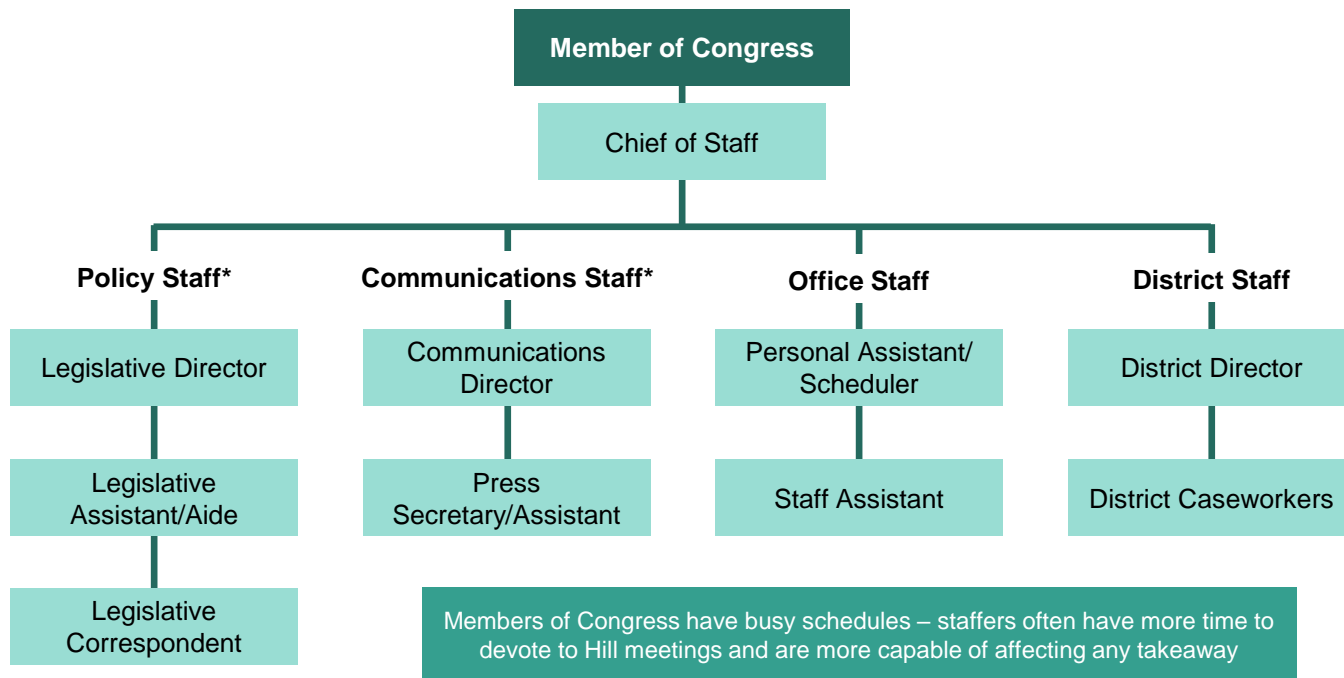 Member of Congress
Chief of Staff
Policy Staff*
Communications Staff*
Office Staff
District Staff
Legislative Director
Communications
Director
Personal Assistant/
Scheduler
District Director
Legislative
Assistant/Aide
Press
Secretary/Assistant
Staff Assistant
District Caseworkers
Legislative
Correspondent
Members of Congress have busy schedules – staffers often have more time to
devote to Hill meetings and are more capable of affecting any takeaway